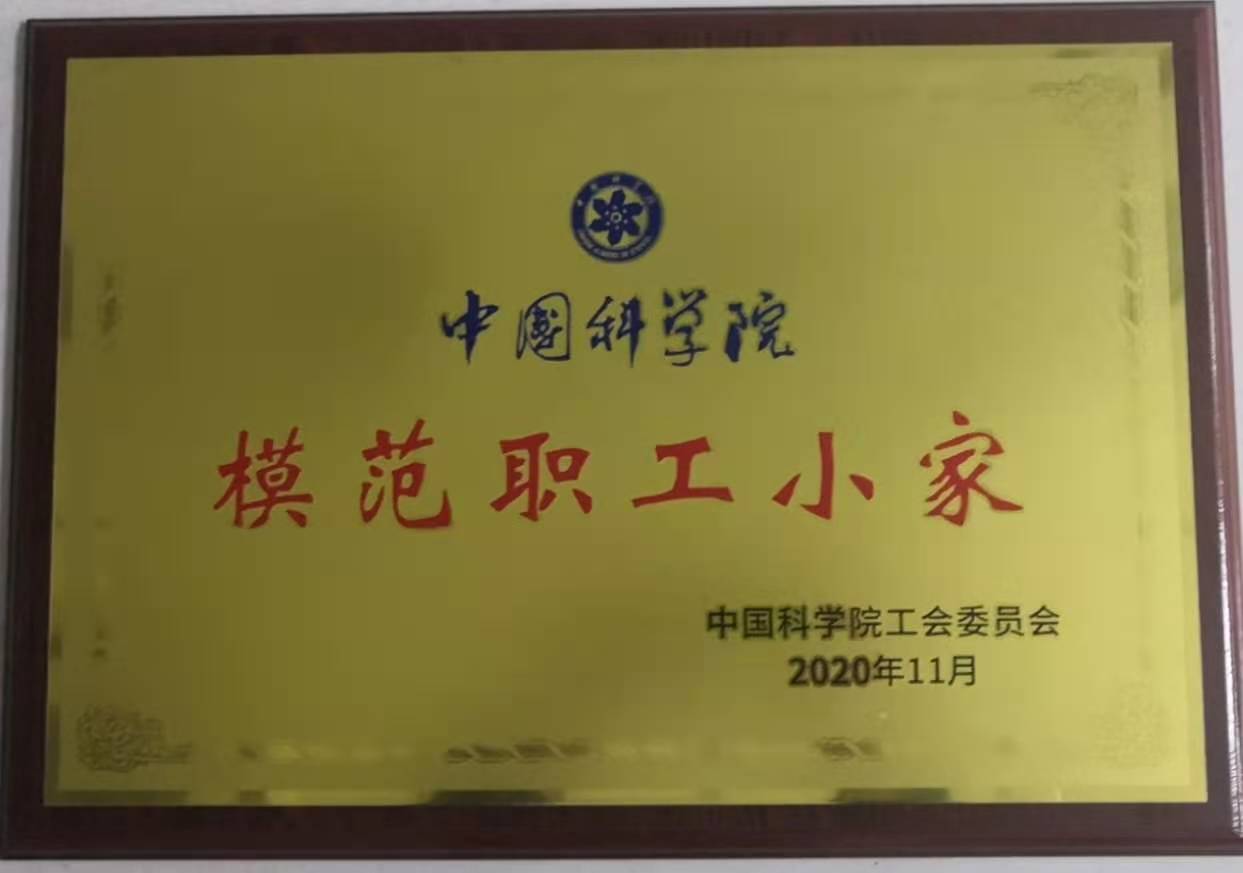 中国科学院
模范职工小家
中国科学院工会委员会
2020年11月